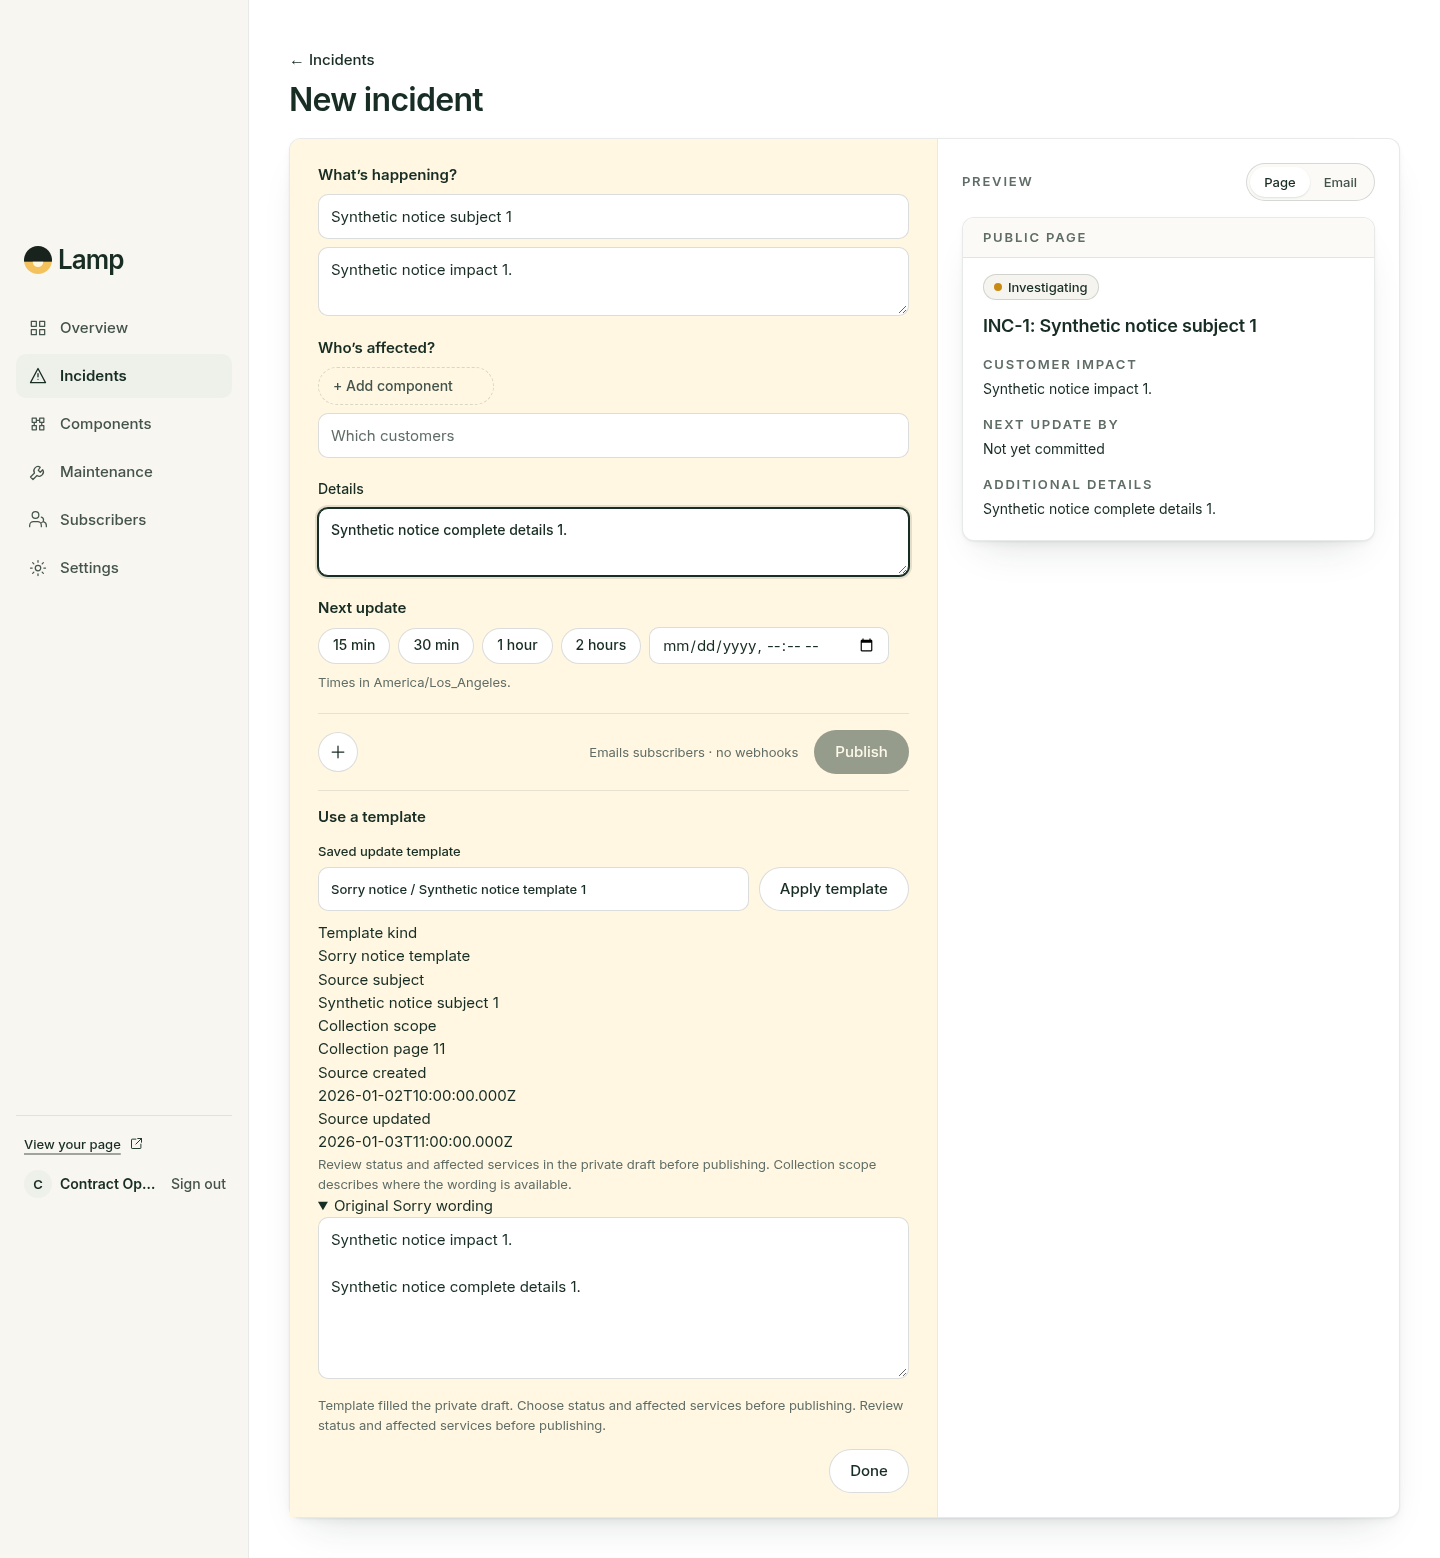 Lamp
Overview
Incidents
Components
Maintenance
Subscribers
Settings
View your page
C
Contract Op...
Sign out
← Incidents
New incident
What’s happening?
Synthetic notice subject 1
Synthetic notice impact 1.
Who’s affected?
+ Add component
Which customers
Details
Synthetic notice complete details 1.
Next update
15 min
30 min
1 hour
2 hours
mm/dd/yyyy, --:-- --
Times in America/Los_Angeles.
Emails subscribers · no webhooks
Publish
Use a template
Saved update template
Sorry notice / Synthetic notice template 1
Apply template
Template kind
Sorry notice template
Source subject
Synthetic notice subject 1
Collection scope
Collection page 11
Source created
2026-01-02T10:00:00.000Z
Source updated
2026-01-03T11:00:00.000Z
Review status and affected services in the private draft before publishing. Collection scope
describes where the wording is available.
▼ Original Sorry wording
Synthetic notice impact 1.
Synthetic notice complete details 1.
Template filled the private draft. Choose status and affected services before publishing. Review
status and affected services before publishing.
Done
PREVIEW
Page
Email
PUBLIC PAGE
Investigating
INC-1: Synthetic notice subject 1
CUSTOMER IMPACT
Synthetic notice impact 1.
NEXT UPDATE BY
Not yet committed
ADDITIONAL DETAILS
Synthetic notice complete details 1.